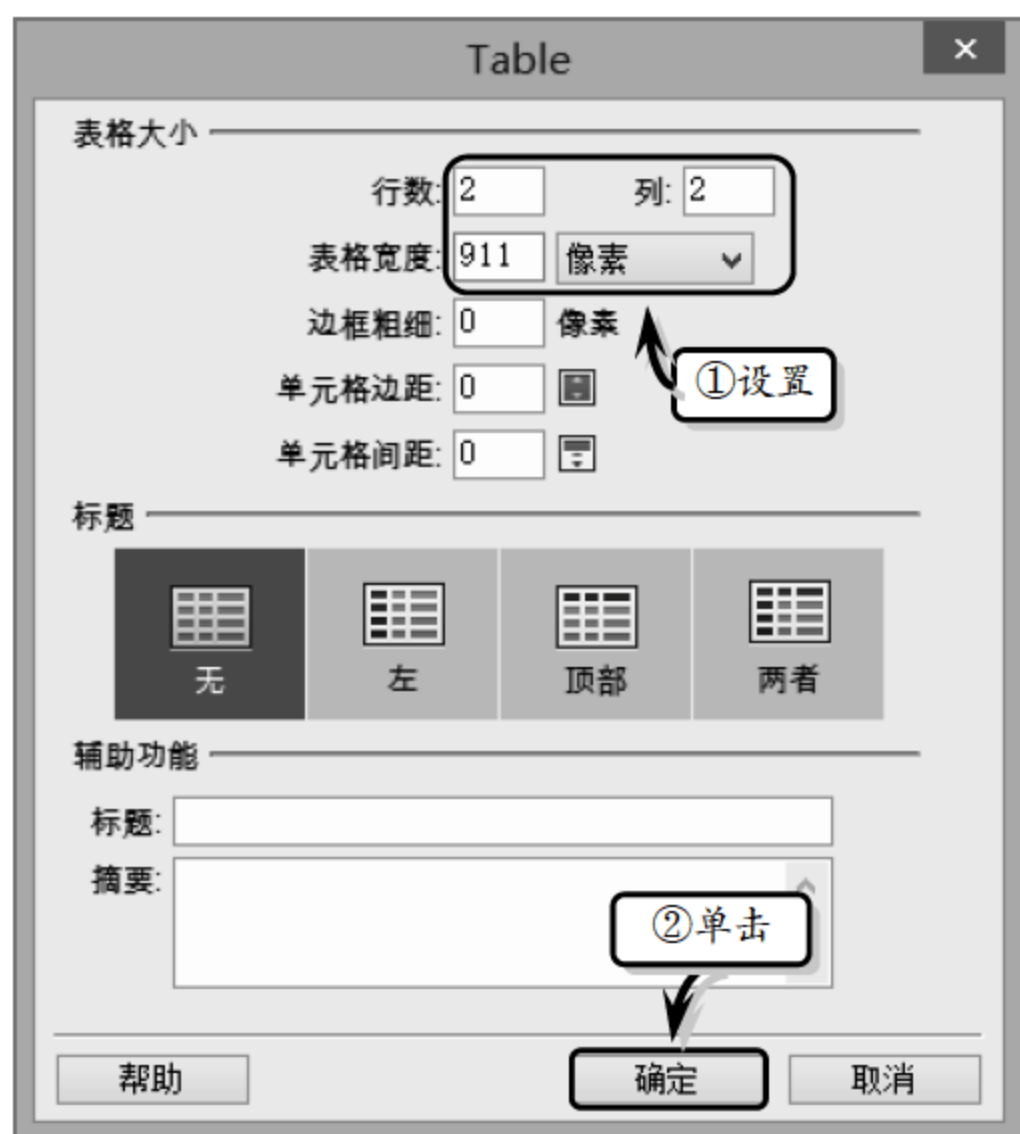 Table
表格大小
行数: 2 列: 2
表格宽度: 911 像素
边框粗细: 0 像素
①设置
单元格边距: 0
单元格间距: 0
标题
无 左 顶部 两者
辅助功能
标题:
摘要:
②单击
帮助 确定 取消